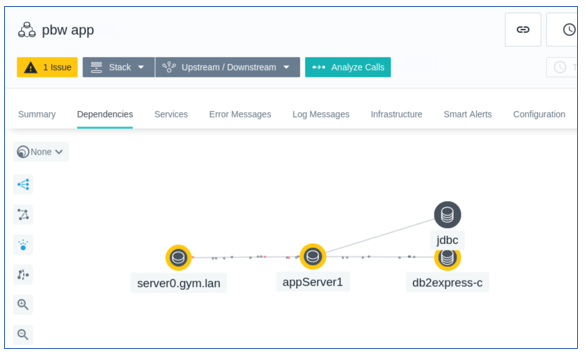 pbw app
1 Issue
Stack
Upstream / Downstream
Analyze Calls
Summary
Dependencies
Services
Error Messages
Log Messages
Infrastructure
Smart Alerts
Configuration
None
jdbc
server0.gym.lan
appServer1
db2express-c